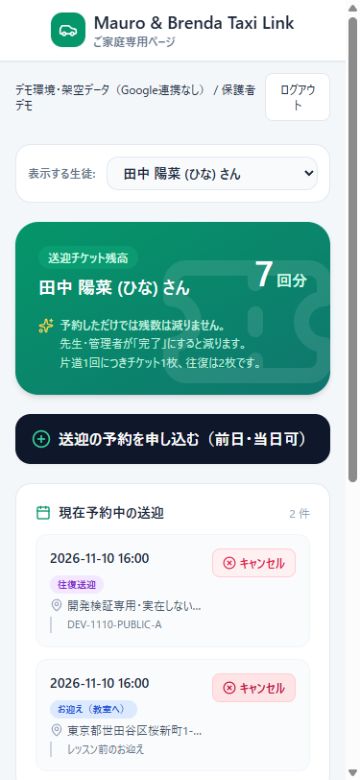 Mauro & Brenda Taxi Link
ご家庭専用ページ
デモ環境・架空データ（Google連携なし） / 保護者
デモ
ログアウ
ト
表示する生徒:
田中 陽菜 (ひな) さん
送迎チケット残高
田中 陽菜 (ひな) さん
7 回分
予約しただけでは残数は減りません。
先生・管理者が「完了」にすると減ります。
片道1回につきチケット1枚、往復は2枚です。
送迎の予約を申し込む（前日・当日可）
現在予約中の送迎
2 件
2026-11-10 16:00
キャンセル
往復送迎
開発検証専用・実在しない...
DEV-1110-PUBLIC-A
2026-11-10 16:00
キャンセル
お迎え（教室へ）
東京都世田谷区桜新町1-...
レッスン前のお迎え